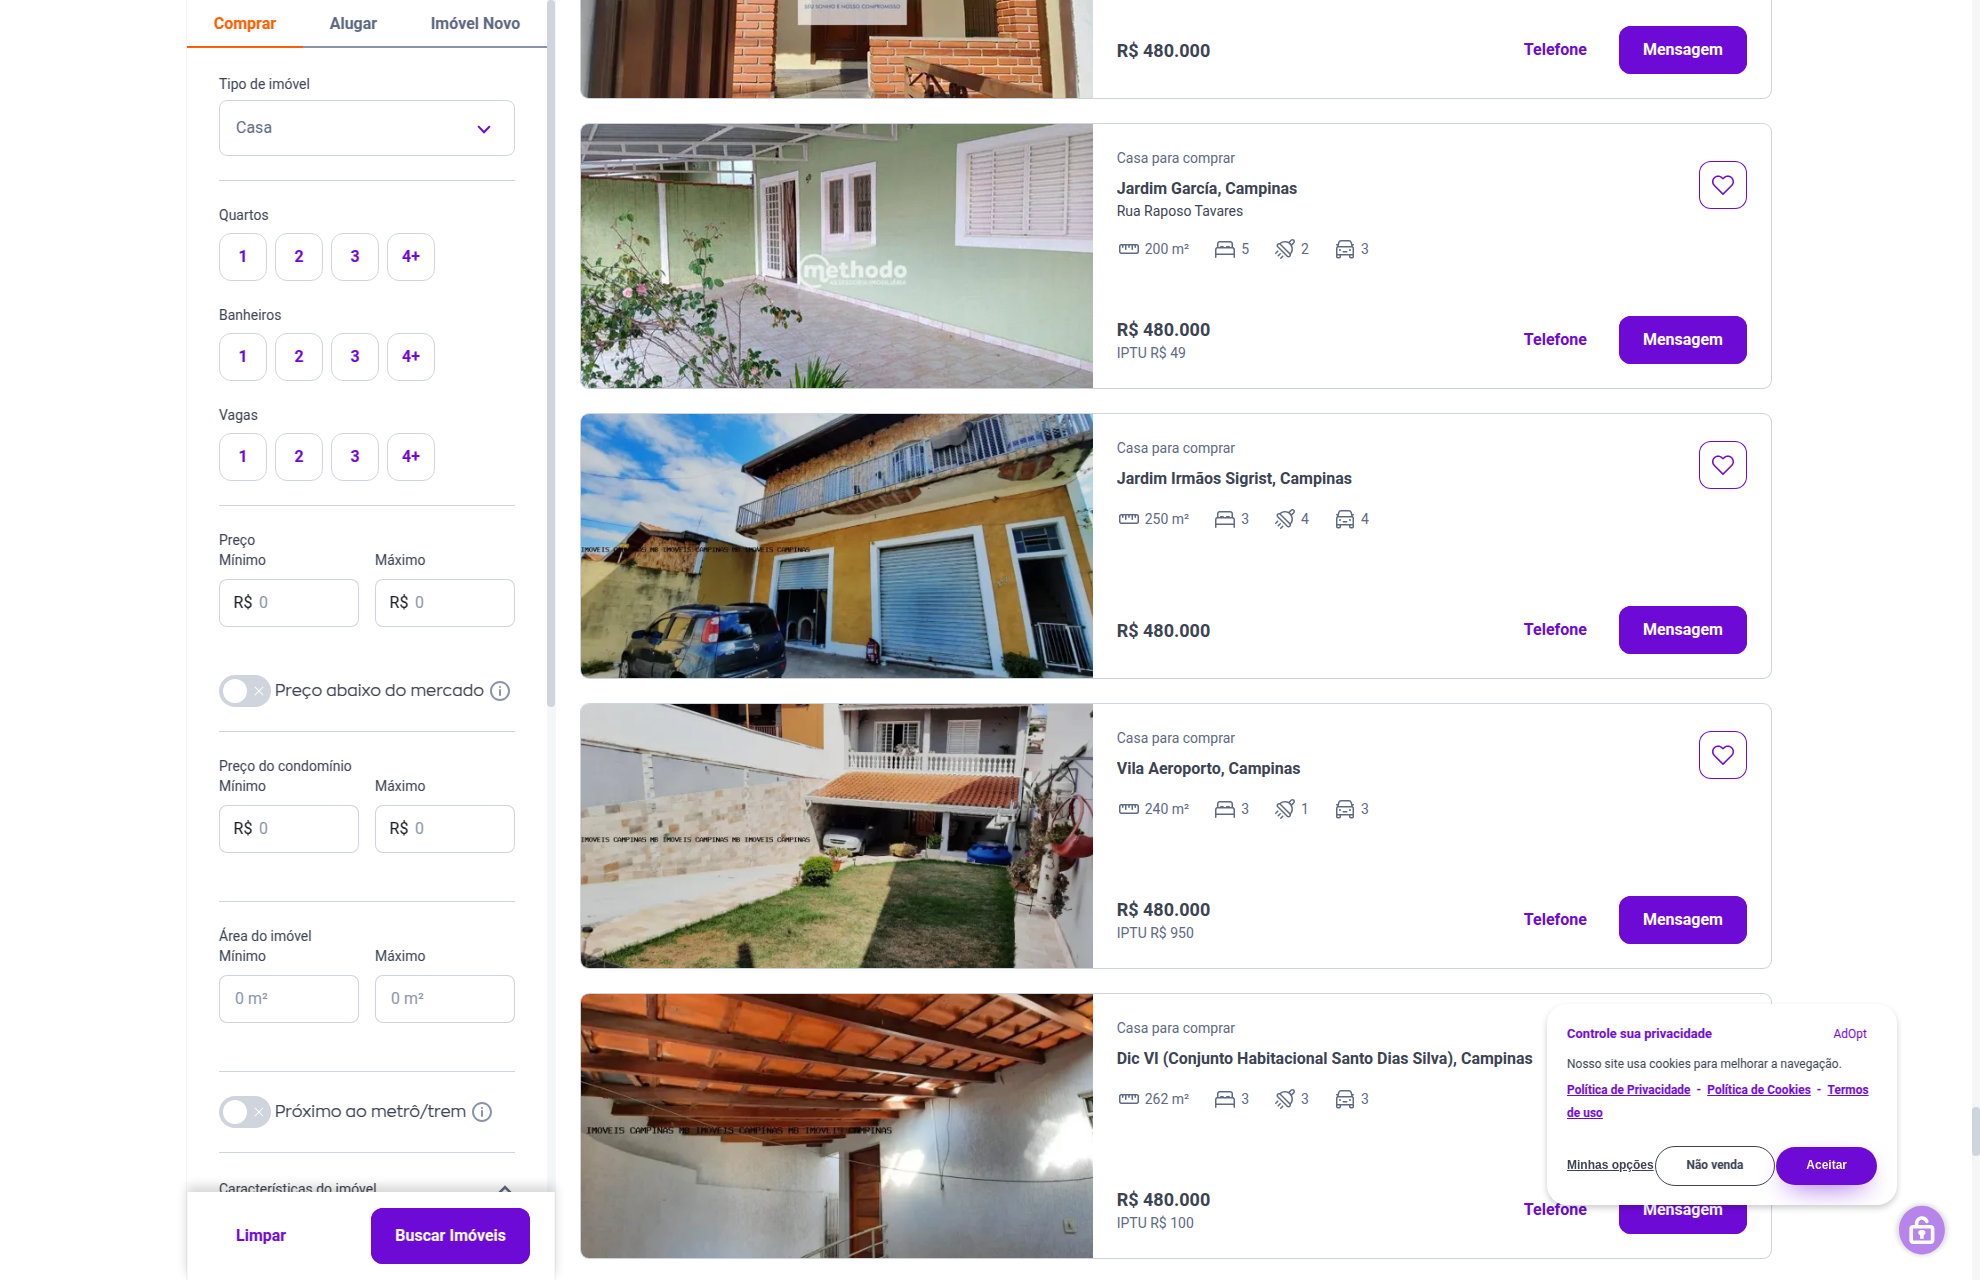 Comprar
Alugar
Imóvel Novo
Tipo de imóvel
Casa
Quartos
1
2
3
4+
Banheiros
1
2
3
4+
Vagas
1
2
3
4+
Preço
Mínimo
Máximo
R$ 0
R$ 0
Preço abaixo do mercado
Preço do condomínio
Mínimo
Máximo
R$ 0
R$ 0
Área do imóvel
Mínimo
Máximo
0 m²
0 m²
Próximo ao metrô/trem
Características do imóvel
Limpar
Buscar Imóveis
SEU SONHO É NOSSO COMPROMISSO
R$ 480.000
Telefone
Mensagem
methodo
ASSESSORIA IMOBILIÁRIA
Casa para comprar
Jardim García, Campinas
Rua Raposo Tavares
200 m²
5
2
3
R$ 480.000
IPTU R$ 49
Telefone
Mensagem
IMOVEIS CAMPINAS MB IMOVEIS CAMPINAS MB IMOVEIS CAMPINAS
Casa para comprar
Jardim Irmãos Sigrist, Campinas
250 m²
3
4
4
R$ 480.000
Telefone
Mensagem
IMOVEIS CAMPINAS MB IMOVEIS CAMPINAS MB IMOVEIS CAMPINAS
Casa para comprar
Vila Aeroporto, Campinas
240 m²
3
1
3
R$ 480.000
IPTU R$ 950
Telefone
Mensagem
IMOVEIS CAMPINAS MB IMOVEIS CAMPINAS MB IMOVEIS CAMPINAS
Casa para comprar
Dic VI (Conjunto Habitacional Santo Dias Silva), Campinas
262 m²
3
3
3
R$ 480.000
IPTU R$ 100
Telefone
Mensagem
Controle sua privacidade
AdOpt
Nosso site usa cookies para melhorar a navegação.
Política de Privacidade - Política de Cookies - Termos
de uso
Minhas opções
Não venda
Aceitar